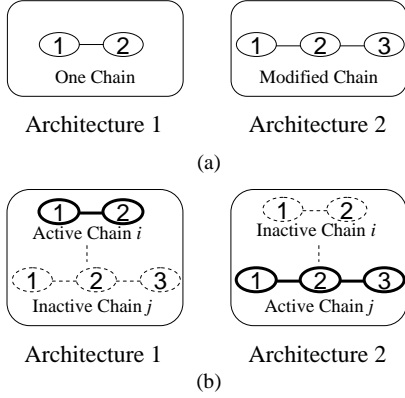 1 2 1 2 3
One Chain Modified Chain
Architecture 1 Architecture 2
(a)
1 2 1 2
Active Chain i Inactive Chain i
1 2 3 1 2 3
Inactive Chain j Active Chain j
Architecture 1 Architecture 2
(b)